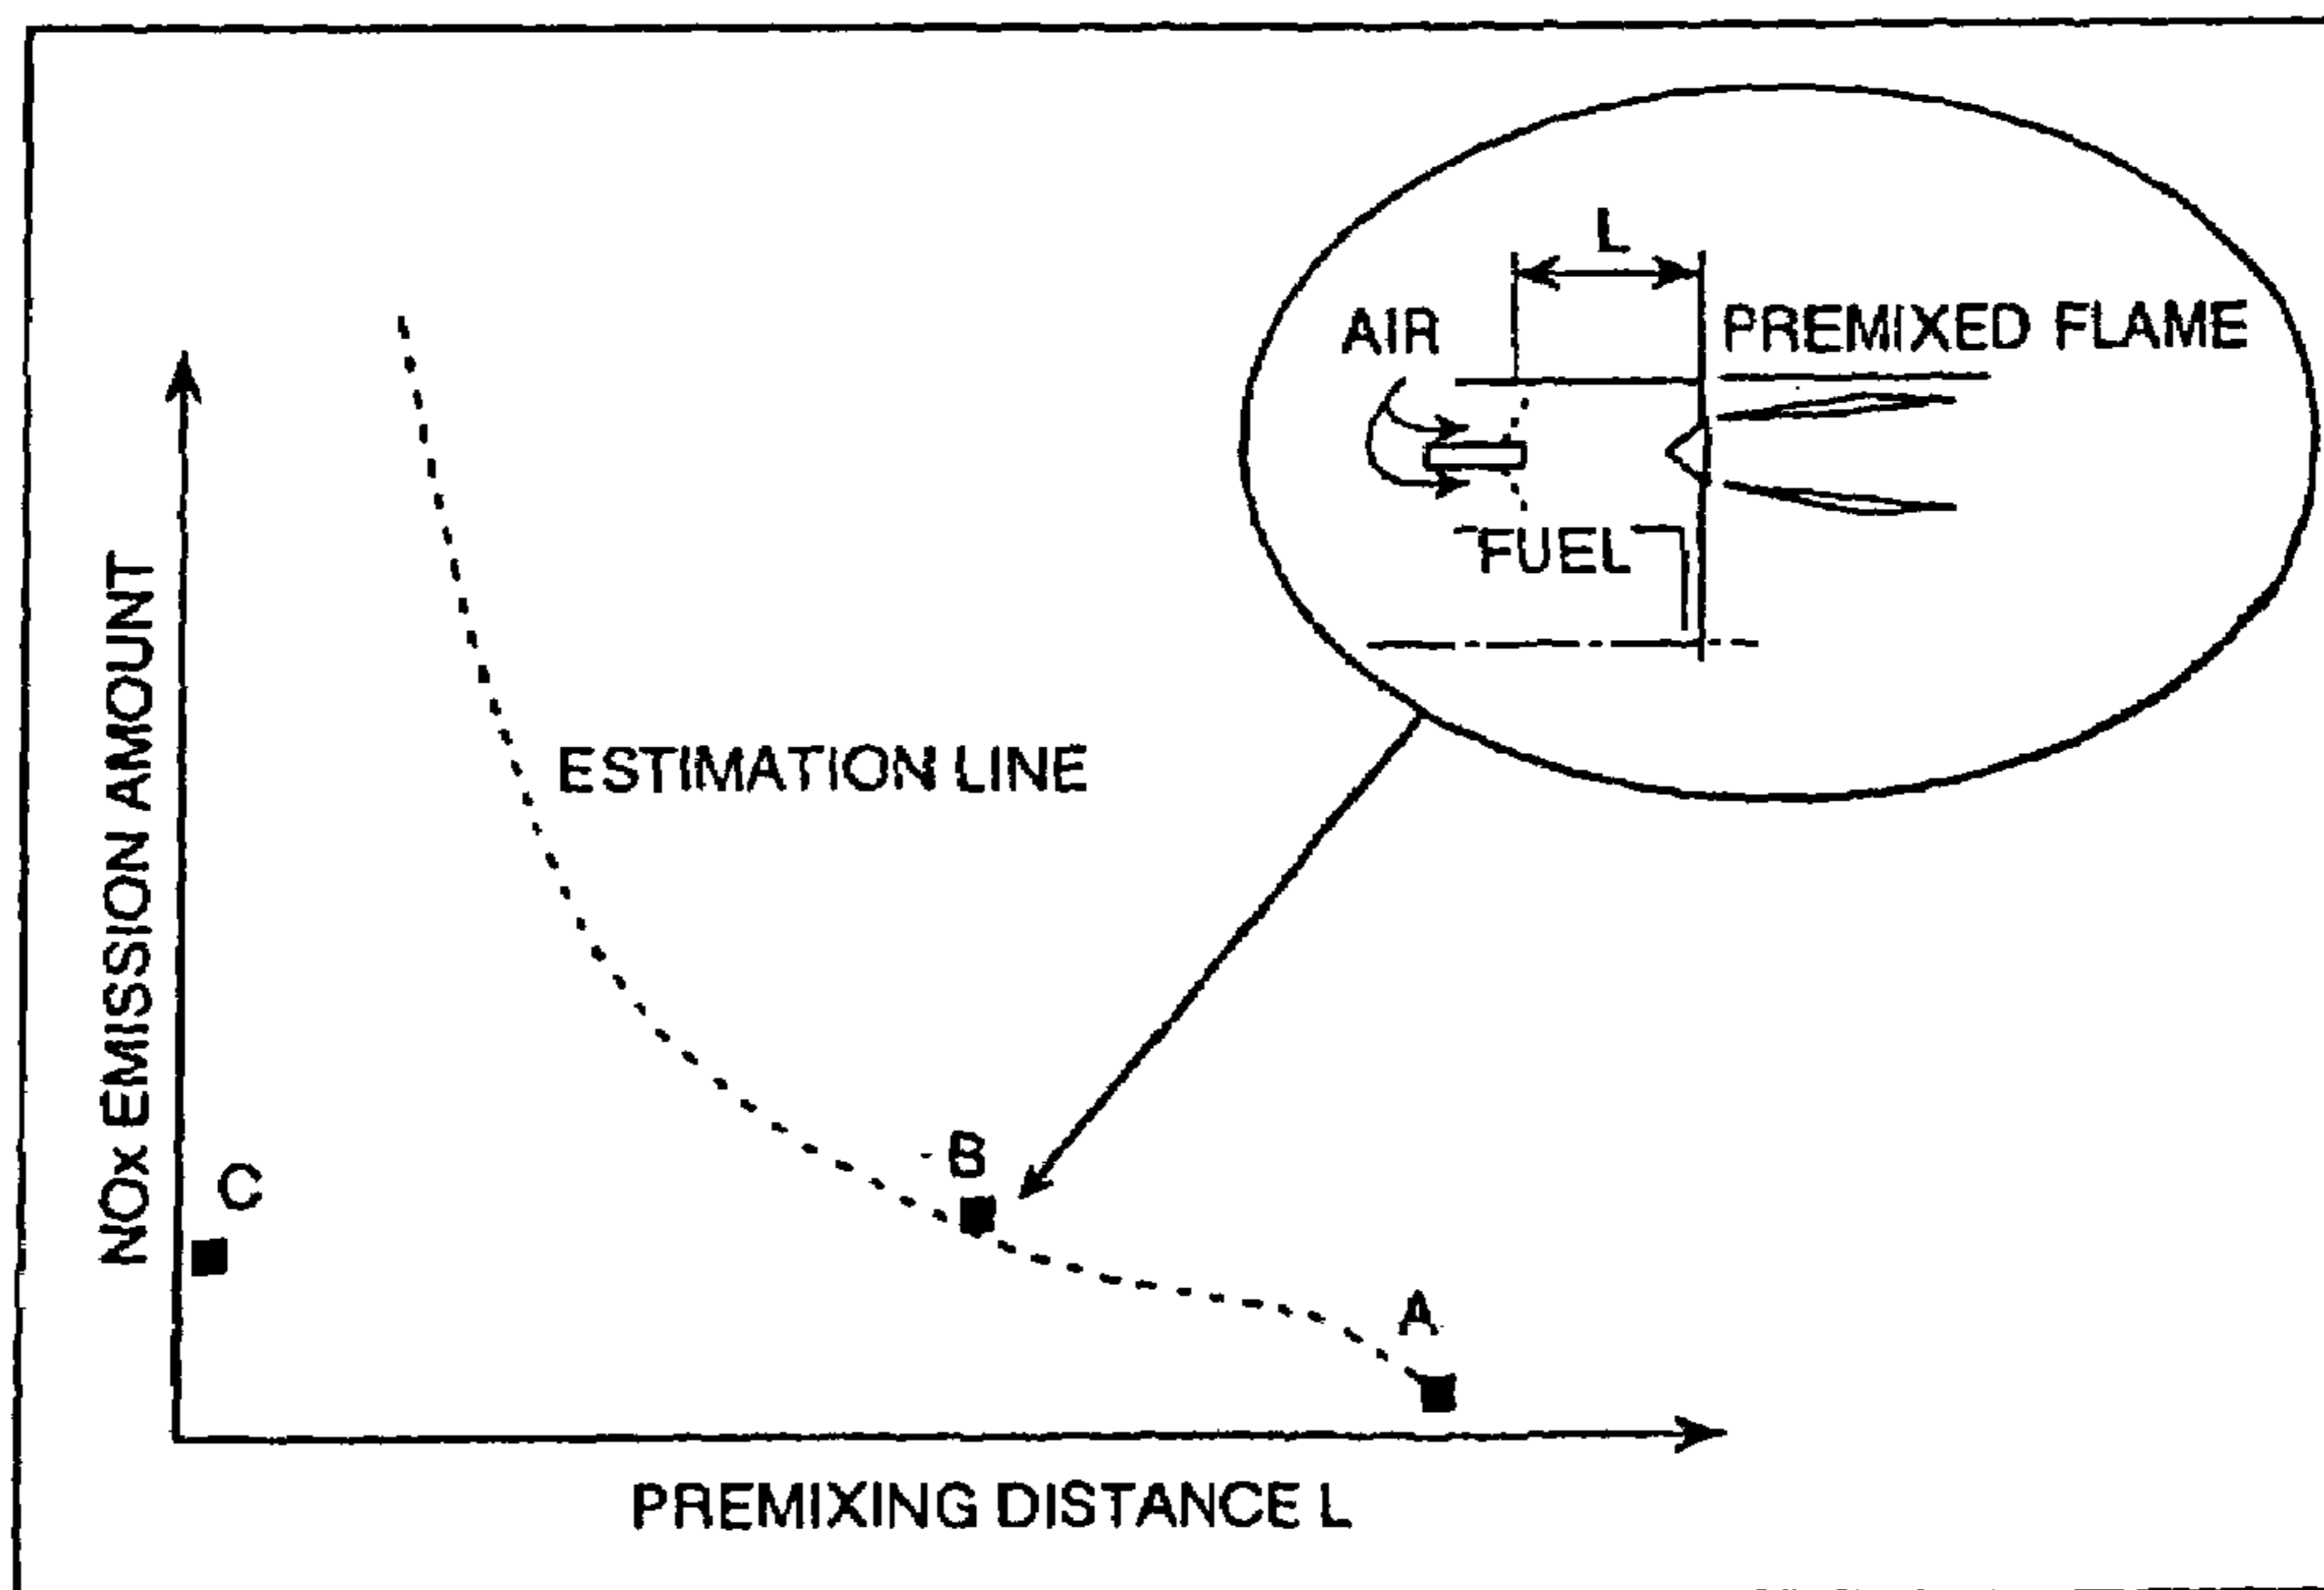 L
AIR
PREMIXED FLAME
FUEL
NOx EMISSION AMOUNT
ESTIMATION LINE
B
C
A
PREMIXING DISTANCE L